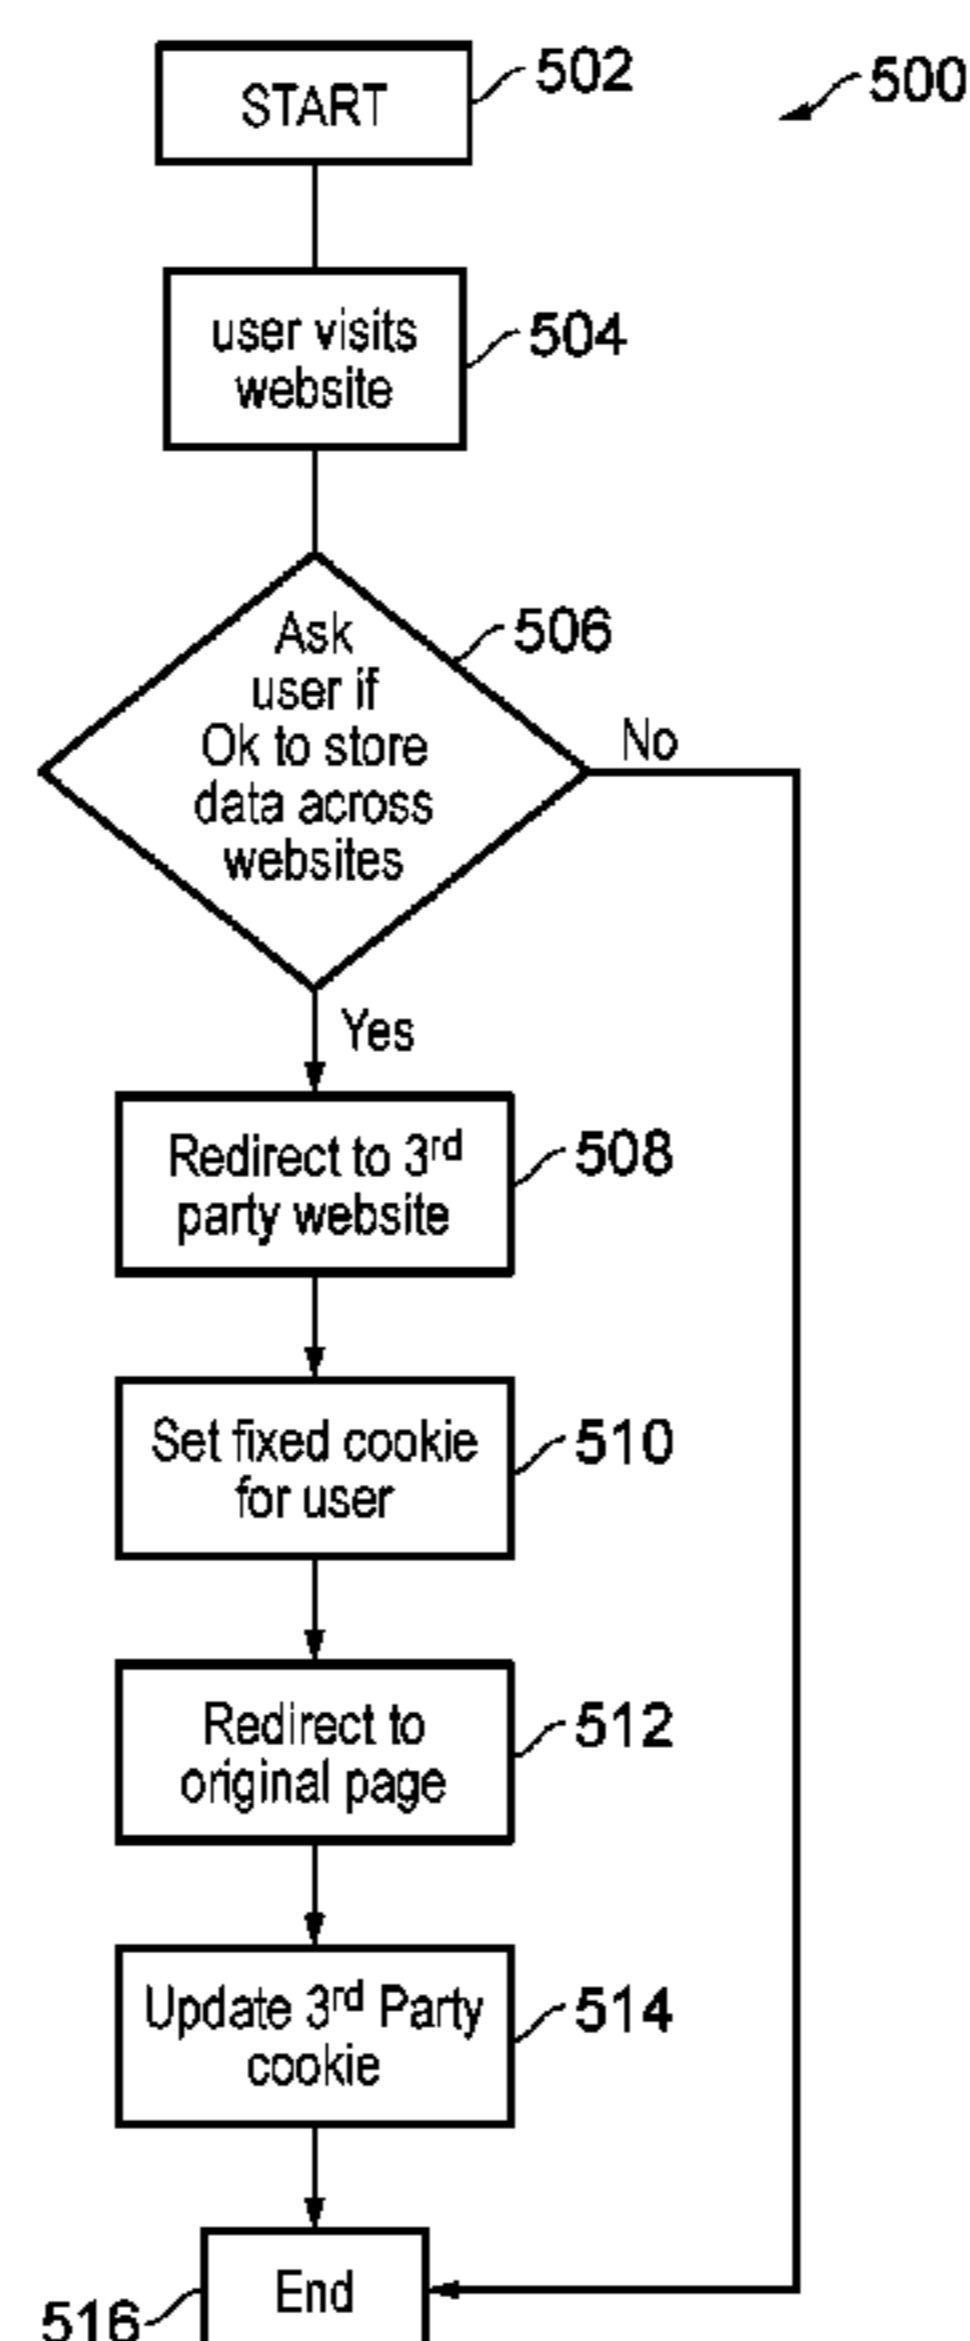 START
502
500
user visits
website
504
Ask
user if
Ok to store
data across
websites
506
No
Yes
Redirect to 3rd
party website
508
Set fixed cookie
for user
510
Redirect to
original page
512
Update 3rd Party
cookie
514
End
516